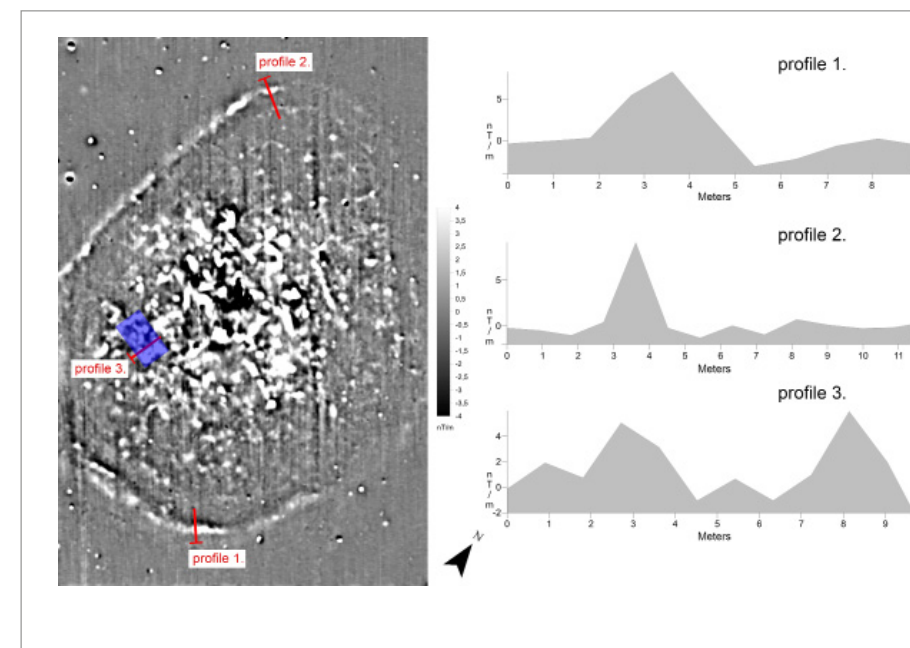 profile 2.
profile 3.
profile 1.
4
3,5
3
2,5
2
1,5
1
0,5
0
-0,5
-1
-1,5
-2
-2,5
-3
-3,5
-4
nT/m
N
profile 1.
nT/m
5
0
0 1 2 3 4 5 6 7 8
Meters
profile 2.
nT/m
5
0
0 1 2 3 4 5 6 7 8 9 10 11
Meters
profile 3.
nT/m
4
2
0
-2
0 1 2 3 4 5 6 7 8 9
Meters